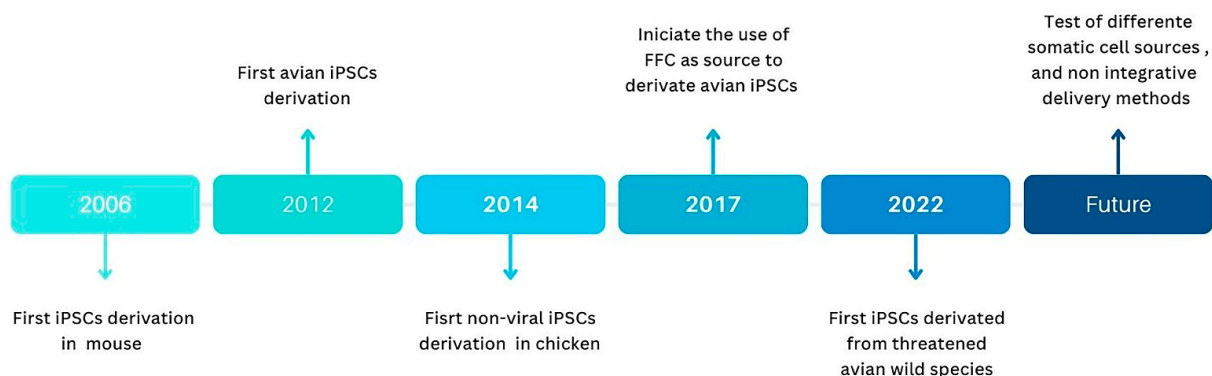 2006
First iPSCs derivation
in mouse
First avian iPSCs
derivation
2012
2014
Fisrt non-viral iPSCs
derivation in chicken
Iniciate the use of
FFC as source to
derivate avian iPSCs
2017
2022
First iPSCs derivated
from threatened
avian wild species
Test of differente
somatic cell sources ,
and non integrative
delivery methods
Future